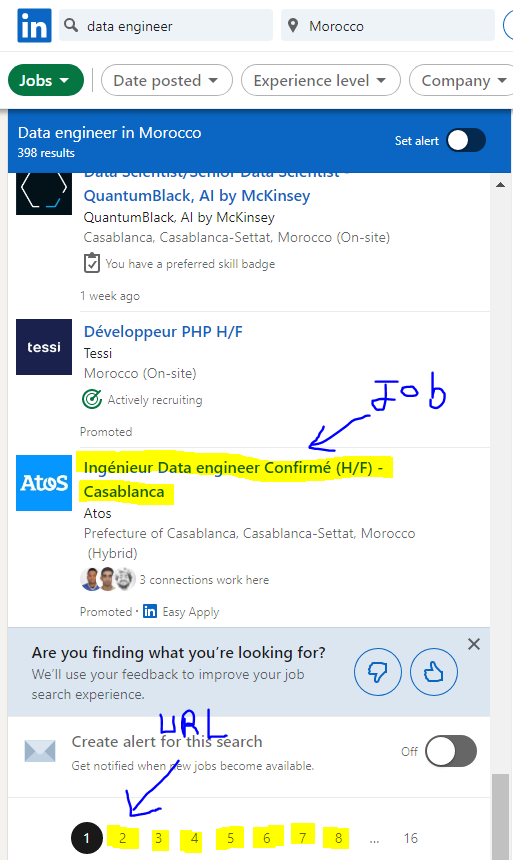 in data engineer Morocco
Jobs Date posted Experience level Company
Data engineer in Morocco
398 results
Set alert
Data Scientist/Senior Data Scientist -
QuantumBlack, AI by McKinsey
QuantumBlack, AI by McKinsey
Casablanca, Casablanca-Settat, Morocco (On-site)
You have a preferred skill badge
1 week ago
tessi
Développeur PHP H/F
Tessi
Morocco (On-site)
Actively recruiting
Job
Promoted
Atos
Ingénieur Data engineer Confirmé (H/F) -
Casablanca
Atos
Prefecture of Casablanca, Casablanca-Settat, Morocco
(Hybrid)
3 connections work here
Promoted · in Easy Apply
Are you finding what you're looking for?
We'll use your feedback to improve your job
search experience.
URL
Create alert for this search
Off
Get notified when new jobs become available.
1 2 3 4 5 6 7 8 ... 16